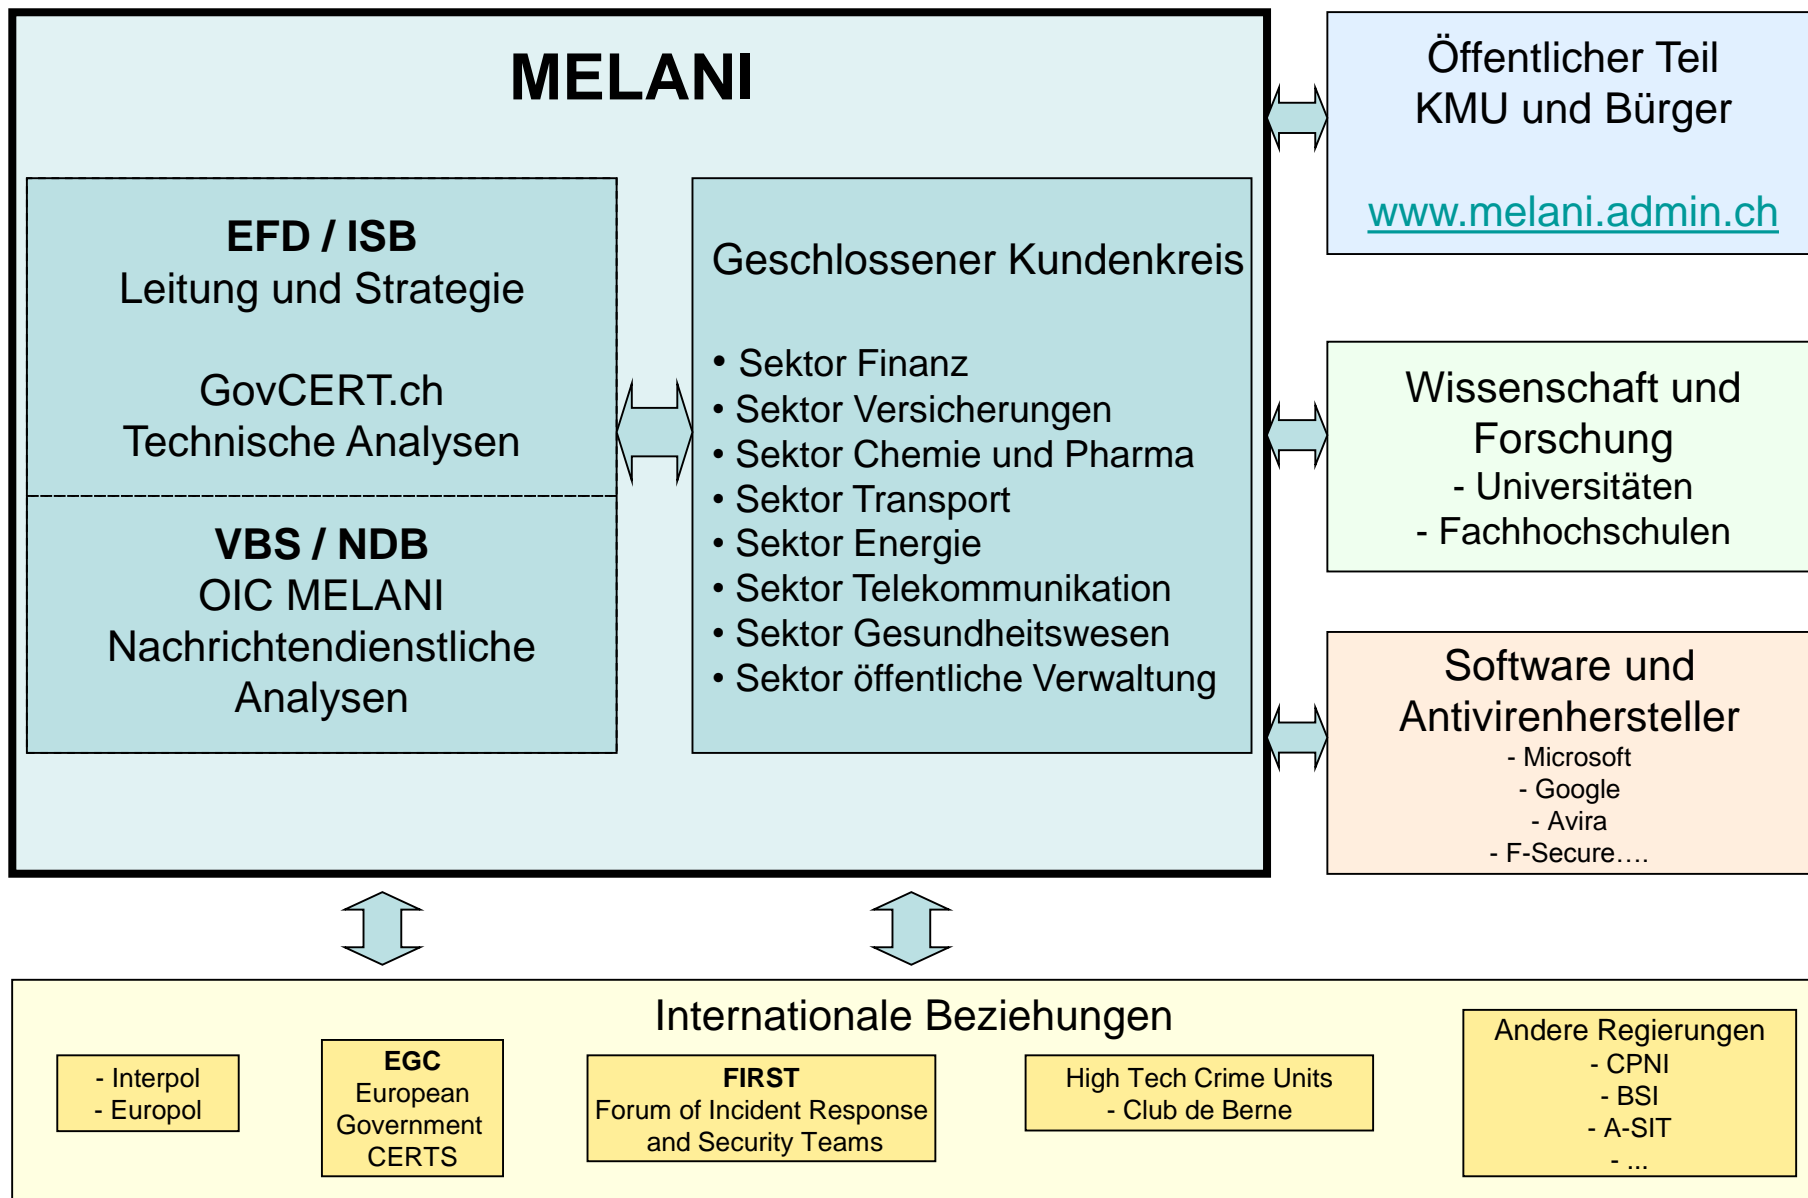 MELANI
EFD / ISB
Leitung und Strategie
GovCERT.ch
Technische Analysen
VBS / NDB
OIC MELANI
Nachrichtendienstliche
Analysen
Geschlossener Kundenkreis
• Sektor Finanz
• Sektor Versicherungen
• Sektor Chemie und Pharma
• Sektor Transport
• Sektor Energie
• Sektor Telekommunikation
• Sektor Gesundheitswesen
• Sektor öffentliche Verwaltung
Öffentlicher Teil
KMU und Bürger
www.melani.admin.ch
Wissenschaft und
Forschung
- Universitäten
- Fachhochschulen
Software und
Antivirenhersteller
- Microsoft
- Google
- Avira
- F-Secure….
Internationale Beziehungen
- Interpol
- Europol
EGC
European
Government
CERTS
FIRST
Forum of Incident Response
and Security Teams
High Tech Crime Units
- Club de Berne
Andere Regierungen
- CPNI
- BSI
- A-SIT
- ...